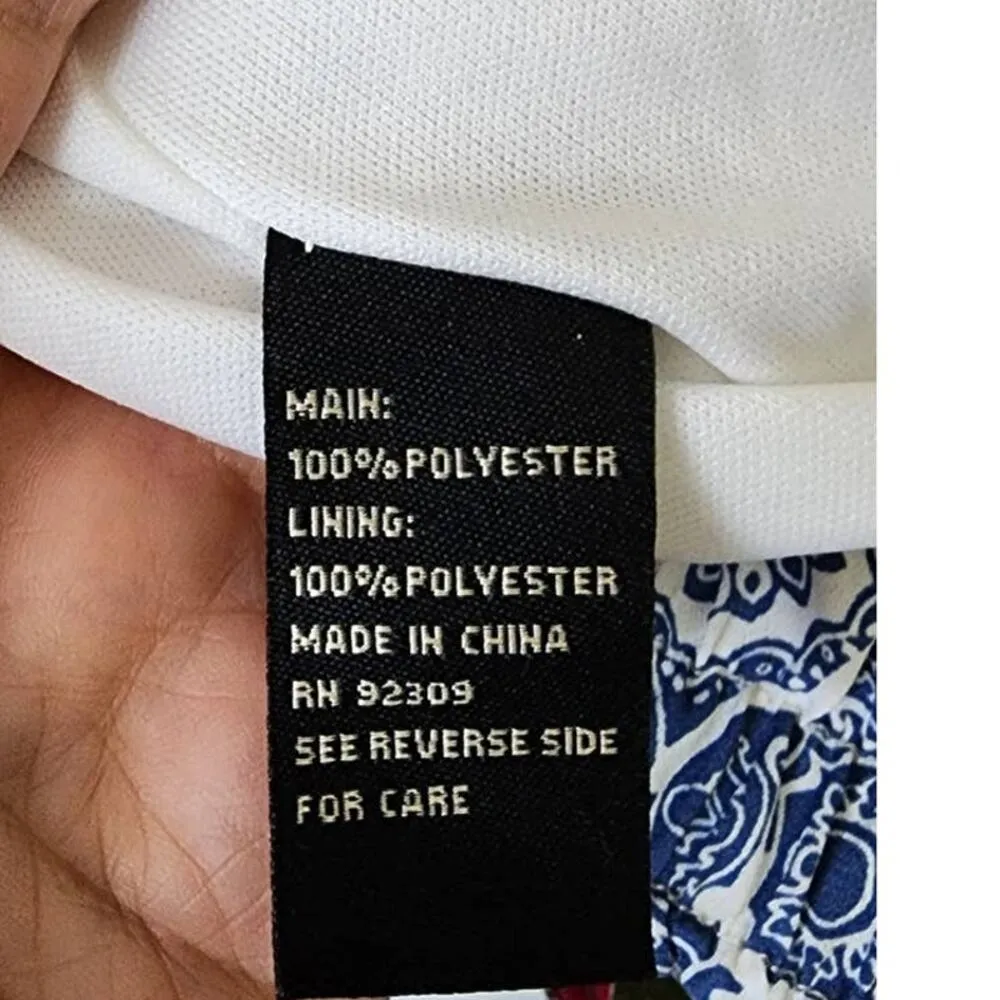 MAIN:
100% POLYESTER
LINING:
100% POLYESTER
MADE IN CHINA
RN 92309
SEE REVERSE SIDE
FOR CARE